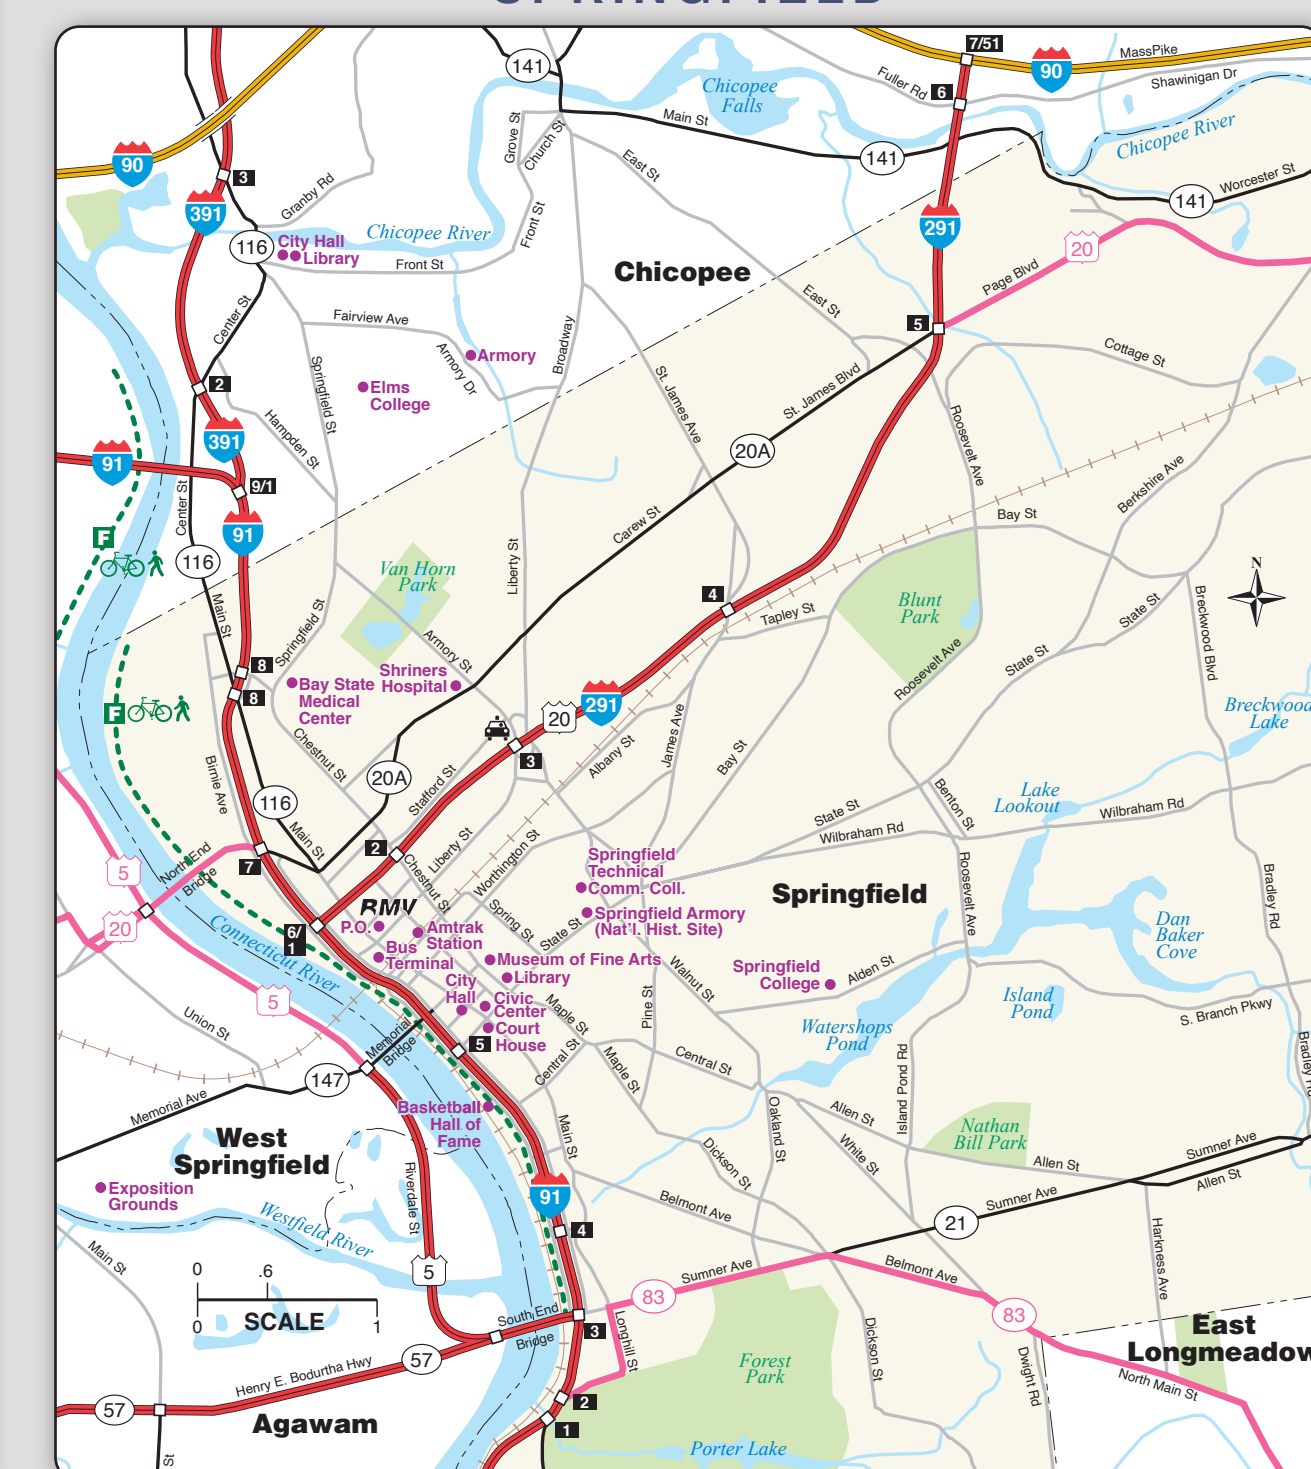 SPRINGFIELD
7/51
MassPike
90
Shawinigan Dr
Fuller Rd
6
141
Chicopee
Falls
Main St
Grove St
Church St
141
Chicopee River
90
3
East St
Worcester St
141
Granby Rd
391
Front St
291
116
City Hall
Library
Chicopee River
Front St
20
Chicopee
Page Blvd
East St
5
Center St
Fairview Ave
Broadway
Armory Dr
Armory
Cottage St
Springfield St
2
Elms
College
St. James Ave
St. James Blvd
Hampden St
Roosevelt Ave
391
20A
91
9/1
Berkshire Ave
Center St
Carew St
Bay St
F
91
116
Van Horn
Park
Liberty St
N
4
Blunt
Park
Main St
Springfield St
Tapley St
State St
Breckwood Blvd
Armory St
Roosevelt Ave
State St
8
8
Bay State
Medical
Center
Shriners
Hospital
291
F
20
Breckwood
Lake
James Ave
Chestnut St
3
Albany St
Bay St
Birnie Ave
20A
Stafford St
Lake
Lookout
Benton St
116
State St
Wilbraham Rd
Wilbraham Rd
Main St
2
Liberty St
Worthington St
7
North End
Bridge
5
Chestnut St
Springfield
Technical
Comm. Coll.
Roosevelt Ave
Bradley Rd
Springfield
RMV
20
P.O.
Amtrak
Station
Spring St
State St
Springfield Armory
(Nat'l. Hist. Site)
Dan
Baker
Cove
6/
1
Connecticut River
Bus
Terminal
Museum of Fine Arts
Library
Walnut St
Springfield
College
Alden St
City
Hall
Civic
Center
Court
House
5
Union St
Maple St
Pine St
Island
Pond
S. Branch Pkwy
Watershops
Pond
Memorial
Bridge
5
Central St
Maple St
Central St
Island Pond Rd
Bradley Rd
147
Memorial Ave
Basketball
Hall of
Fame
Oakland St
Allen St
Nathan
Bill Park
Main St
West
Springfield
White St
Dickson St
Allen St
Sumner Ave
Allen St
Exposition
Grounds
Riverdale St
91
Belmont Ave
Sumner Ave
21
Westfield River
4
Harkness Ave
Main St
0
.6
5
Sumner Ave
Belmont Ave
83
83
SCALE
0
1
South End
Bridge
3
Longhill St
Dickson St
East
Longmeadow
Henry E. Bodurtha Hwy
57
Forest
Park
Dwight Rd
North Main St
57
Agawam
2
1
St
Porter Lake